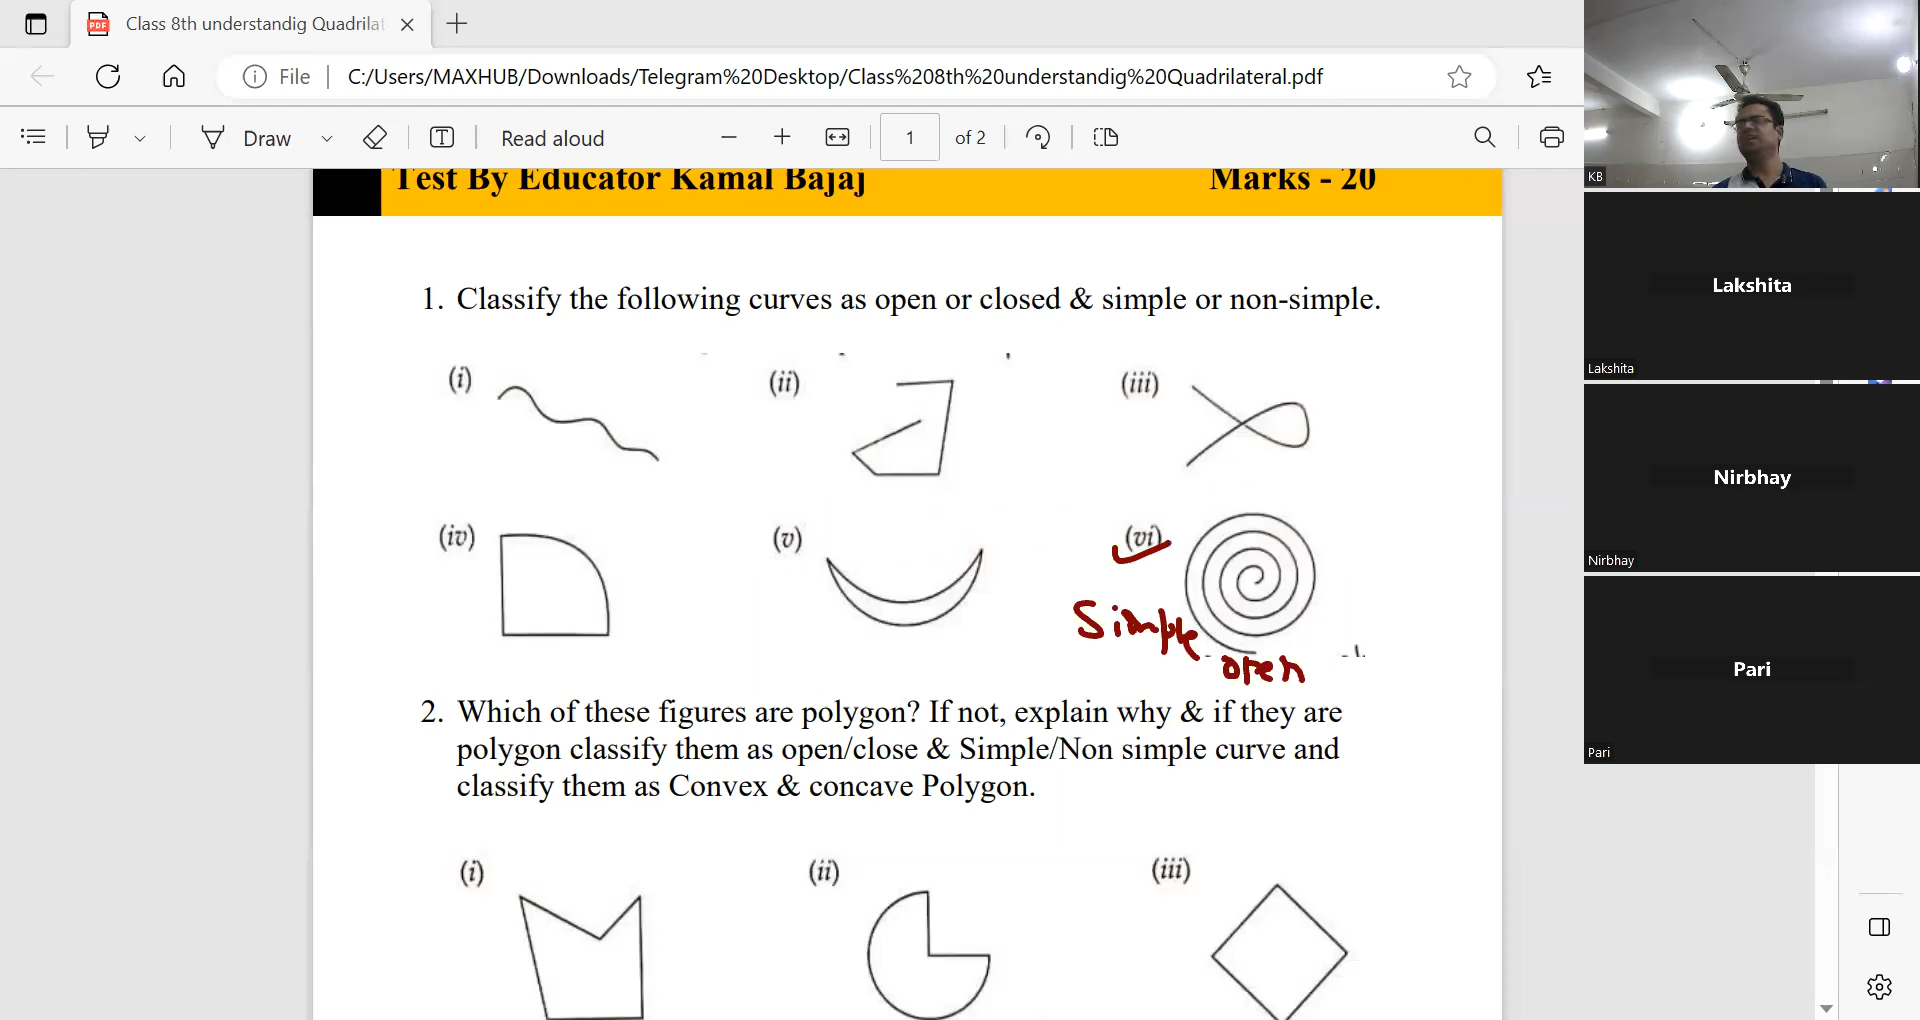 Class 8th understandig Quadrilat
File
C:/Users/MAXHUB/Downloads/Telegram%20Desktop/Class%208th%20understandig%20Quadrilateral.pdf
Draw
Read aloud
1
of 2
Test By Educator Kamal Bajaj
Marks - 20
1. Classify the following curves as open or closed & simple or non-simple.
(i)
(ii)
(iii)
(iv)
(v)
(vi)
Simple
open
2. Which of these figures are polygon? If not, explain why & if they are
polygon classify them as open/close & Simple/Non simple curve and
classify them as Convex & concave Polygon.
(i)
(ii)
(iii)
KB
Lakshita
Lakshita
Nirbhay
Nirbhay
Pari
Pari